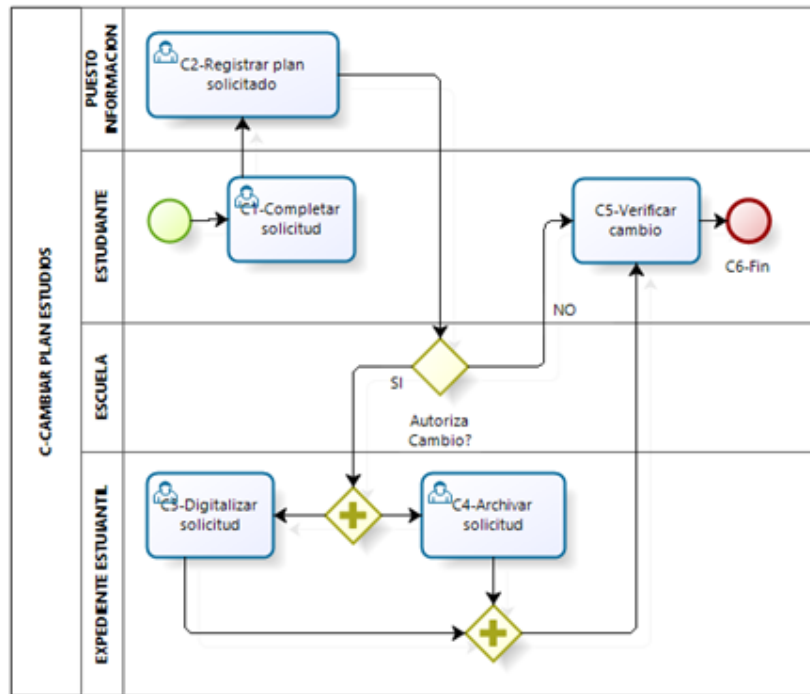 C-CAMBIAR PLAN ESTUDIOS
PUESTO
INFORMACION
C2-Registrar plan
solicitado
ESTUDIANTE
C1-Completar
solicitud
C5-Verificar
cambio
C6-Fin
NO
ESCUELA
SI
Autoriza
Cambio?
EXPEDIENTE ESTUIANTIL
C3-Digitalizar
solicitud
C4-Archivar
solicitud